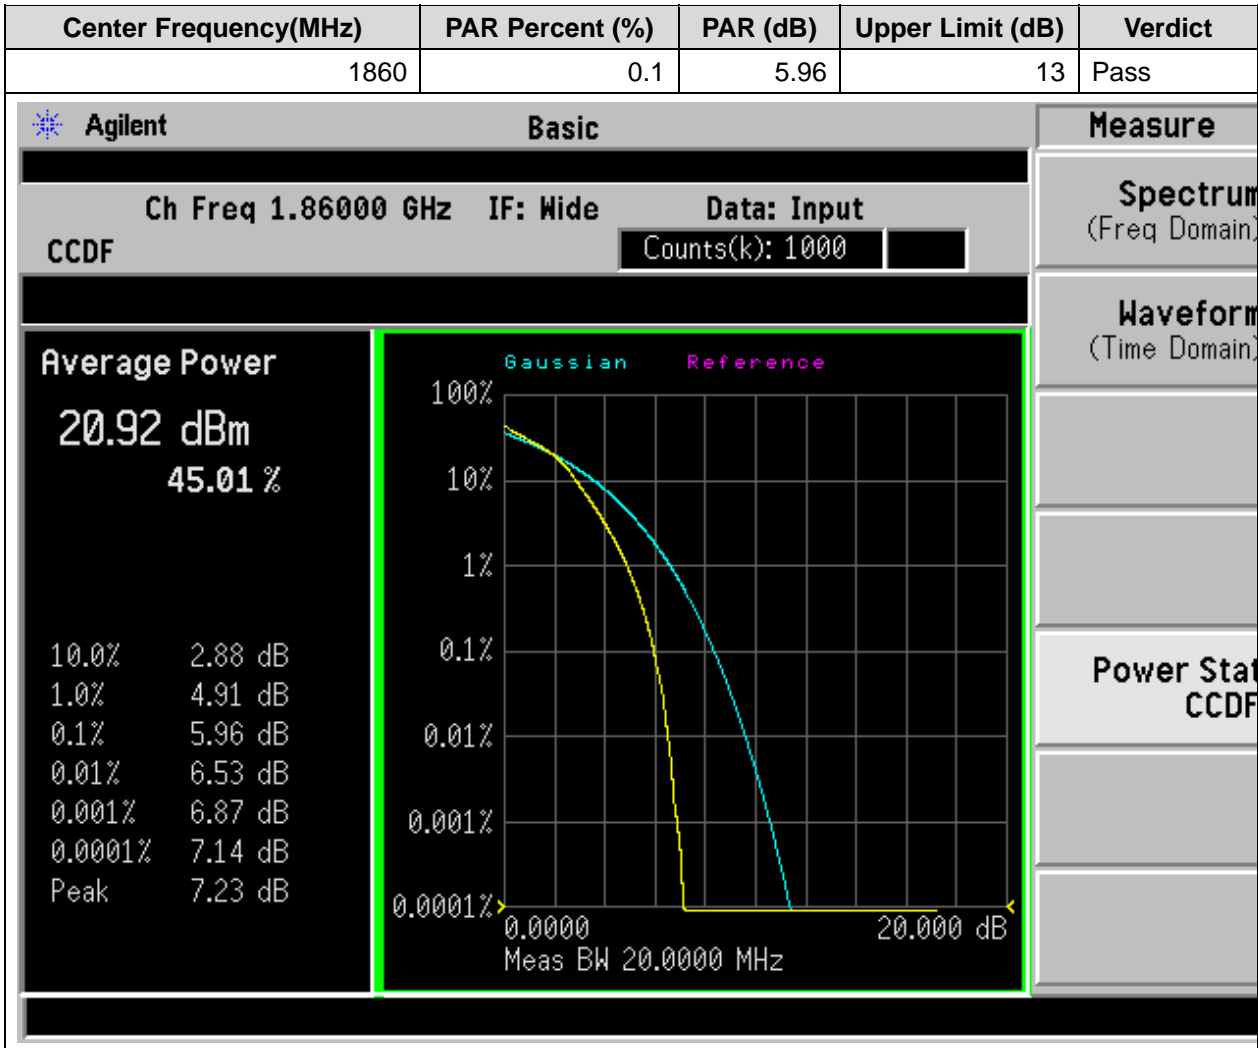 Center Frequency(MHz) PAR Percent (%) PAR (dB) Upper Limit (dB) Verdict
1860 0.1 5.96 13 Pass
Agilent Basic Measure
Ch Freq 1.86000 GHz IF: Wide Data: Input
CCDF Counts(k): 1000
Spectrum
(Freq Domain)
Waveform
(Time Domain)
Power Stat
CCDF
Average Power
20.92 dBm
45.01 %
10.0% 2.88 dB
1.0% 4.91 dB
0.1% 5.96 dB
0.01% 6.53 dB
0.001% 6.87 dB
0.0001% 7.14 dB
Peak 7.23 dB
Gaussian Reference
100%
10%
1%
0.1%
0.01%
0.001%
0.0001%
0.0000 20.000 dB
Meas BW 20.0000 MHz